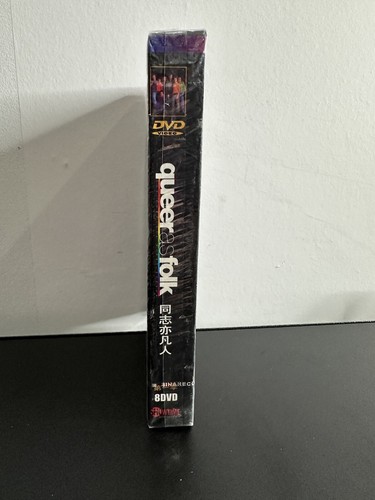 DVD
VIDEO
queer as folk
同志亦凡人
8DVD